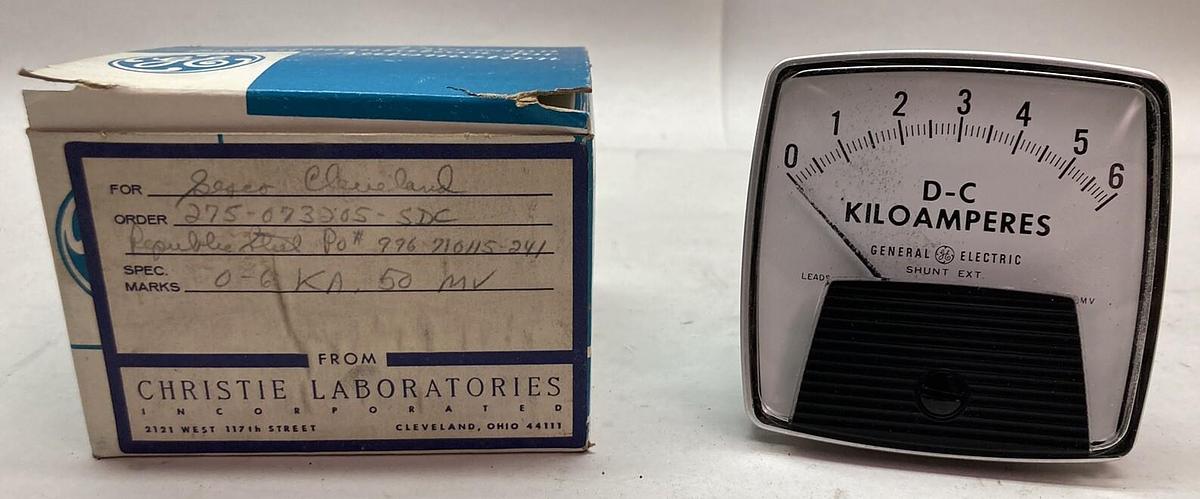 FOR Gesco Cleveland
ORDER 275-073205-SDC
Republic Steel Po# 996 710115-241
SPEC.
MARKS 0-6 KA, 50 MV
FROM
CHRISTIE LABORATORIES
INCORPORATED
2121 WEST 117th STREET CLEVELAND, OHIO 44111
0 1 2 3 4 5 6
D-C
KILOAMPERES
GENERAL GE ELECTRIC
SHUNT EXT.
LEADS MV